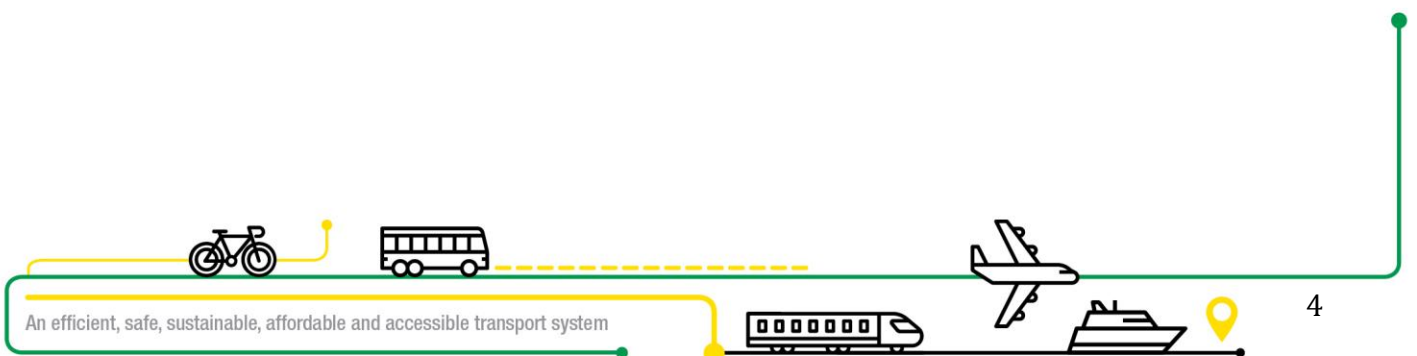 An efficient, safe, sustainable, affordable and accessible transport system
4